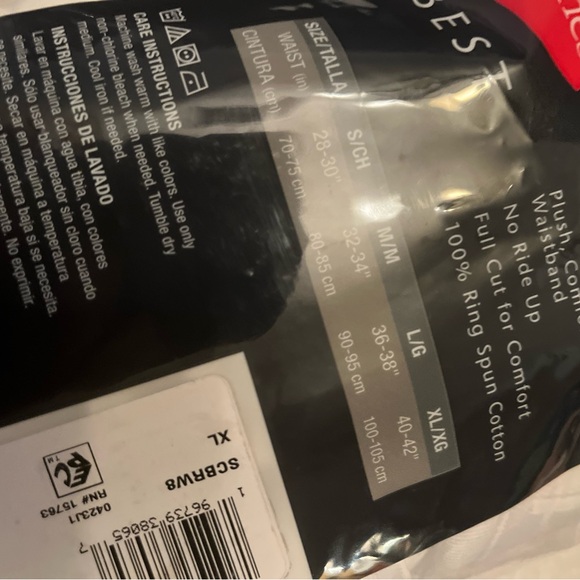 BEST
Waistband
No Ride Up
Full Cut for Comfort
100% Ring Spun Cotton
SIZE/TALLA S/CH M/M L/G XL/XG
WAIST (in) 28-30" 32-34" 36-38" 40-42"
CINTURA (cm) 70-75 cm 80-85 cm 90-95 cm 100-105 cm
CARE INSTRUCTIONS
Machine wash warm with like colors. Use only
non-chlorine bleach when needed. Tumble dry
medium. Cool iron if needed.
INSTRUCCIONES DE LAVADO
Lavar en máquina con agua tibia, con colores
similares. Sólo usar blanqueador sin cloro cuando
se necesite. Secar en máquina a temperatura
temperatura baja si se necesita.
No exprimir.
SCBRW8
XL
0423J1
RN# 15763
TM
1 96739 38065 7